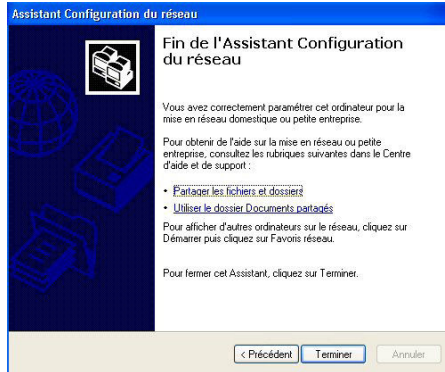 Assistant Configuration du réseau
Fin de l'Assistant Configuration
du réseau
Vous avez correctement paramétrer cet ordinateur pour la
mise en réseau domestique ou petite entreprise.
Pour obtenir de l'aide sur la mise en réseau ou petite
entreprise, consultez les rubriques suivantes dans le Centre
d'aide et de support :
• Partager les fichiers et dossiers
• Utiliser le dossier Documents partagés
Pour afficher d'autres ordinateurs sur le réseau, cliquez sur
Démarrer puis cliquez sur Favoris réseau.
Pour fermer cet Assistant, cliquez sur Terminer.
< Précédent Terminer Annuler